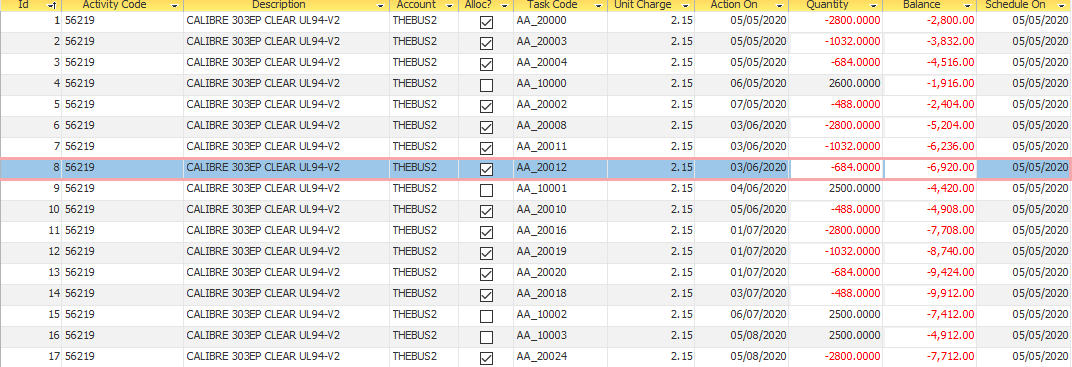 Id Activity Code Description Account Alloc? Task Code Unit Charge Action On Quantity Balance Schedule On
1 56219 CALIBRE 303EP CLEAR UL94-V2 THEBUS2 AA_20000 2.15 05/05/2020 -2800.0000 -2,800.00 05/05/2020
2 56219 CALIBRE 303EP CLEAR UL94-V2 THEBUS2 AA_20003 2.15 05/05/2020 -1032.0000 -3,832.00 05/05/2020
3 56219 CALIBRE 303EP CLEAR UL94-V2 THEBUS2 AA_20004 2.15 05/05/2020 -684.0000 -4,516.00 05/05/2020
4 56219 CALIBRE 303EP CLEAR UL94-V2 THEBUS2 AA_10000 2.15 06/05/2020 2600.0000 -1,916.00 05/05/2020
5 56219 CALIBRE 303EP CLEAR UL94-V2 THEBUS2 AA_20002 2.15 07/05/2020 -488.0000 -2,404.00 05/05/2020
6 56219 CALIBRE 303EP CLEAR UL94-V2 THEBUS2 AA_20008 2.15 03/06/2020 -2800.0000 -5,204.00 05/05/2020
7 56219 CALIBRE 303EP CLEAR UL94-V2 THEBUS2 AA_20011 2.15 03/06/2020 -1032.0000 -6,236.00 05/05/2020
8 56219 CALIBRE 303EP CLEAR UL94-V2 THEBUS2 AA_20012 2.15 03/06/2020 -684.0000 -6,920.00 05/05/2020
9 56219 CALIBRE 303EP CLEAR UL94-V2 THEBUS2 AA_10001 2.15 04/06/2020 2500.0000 -4,420.00 05/05/2020
10 56219 CALIBRE 303EP CLEAR UL94-V2 THEBUS2 AA_20010 2.15 05/06/2020 -488.0000 -4,908.00 05/05/2020
11 56219 CALIBRE 303EP CLEAR UL94-V2 THEBUS2 AA_20016 2.15 01/07/2020 -2800.0000 -7,708.00 05/05/2020
12 56219 CALIBRE 303EP CLEAR UL94-V2 THEBUS2 AA_20019 2.15 01/07/2020 -1032.0000 -8,740.00 05/05/2020
13 56219 CALIBRE 303EP CLEAR UL94-V2 THEBUS2 AA_20020 2.15 01/07/2020 -684.0000 -9,424.00 05/05/2020
14 56219 CALIBRE 303EP CLEAR UL94-V2 THEBUS2 AA_20018 2.15 03/07/2020 -488.0000 -9,912.00 05/05/2020
15 56219 CALIBRE 303EP CLEAR UL94-V2 THEBUS2 AA_10002 2.15 06/07/2020 2500.0000 -7,412.00 05/05/2020
16 56219 CALIBRE 303EP CLEAR UL94-V2 THEBUS2 AA_10003 2.15 05/08/2020 2500.0000 -4,912.00 05/05/2020
17 56219 CALIBRE 303EP CLEAR UL94-V2 THEBUS2 AA_20024 2.15 05/08/2020 -2800.0000 -7,712.00 05/05/2020